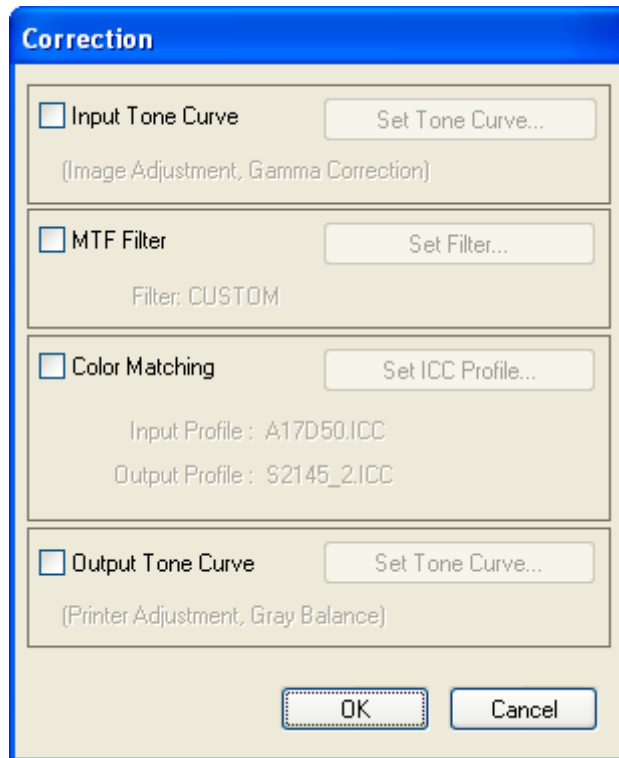 Correction
Input Tone Curve Set Tone Curve...
(Image Adjustment, Gamma Correction)
MTF Filter Set Filter...
Filter: CUSTOM
Color Matching Set ICC Profile...
Input Profile : A17D50.ICC
Output Profile : S2145_2.ICC
Output Tone Curve Set Tone Curve...
(Printer Adjustment, Gray Balance)
OK Cancel